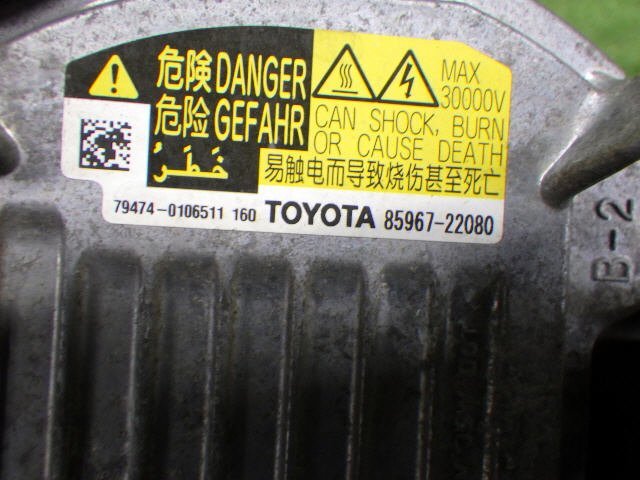 危険 DANGER
危险 GEFAHR
خَطَرٌ
MAX
30000V
CAN SHOCK, BURN
OR CAUSE DEATH
易触电而导致烧伤甚至死亡
79474-0106511 160 TOYOTA 85967-22080
B-2